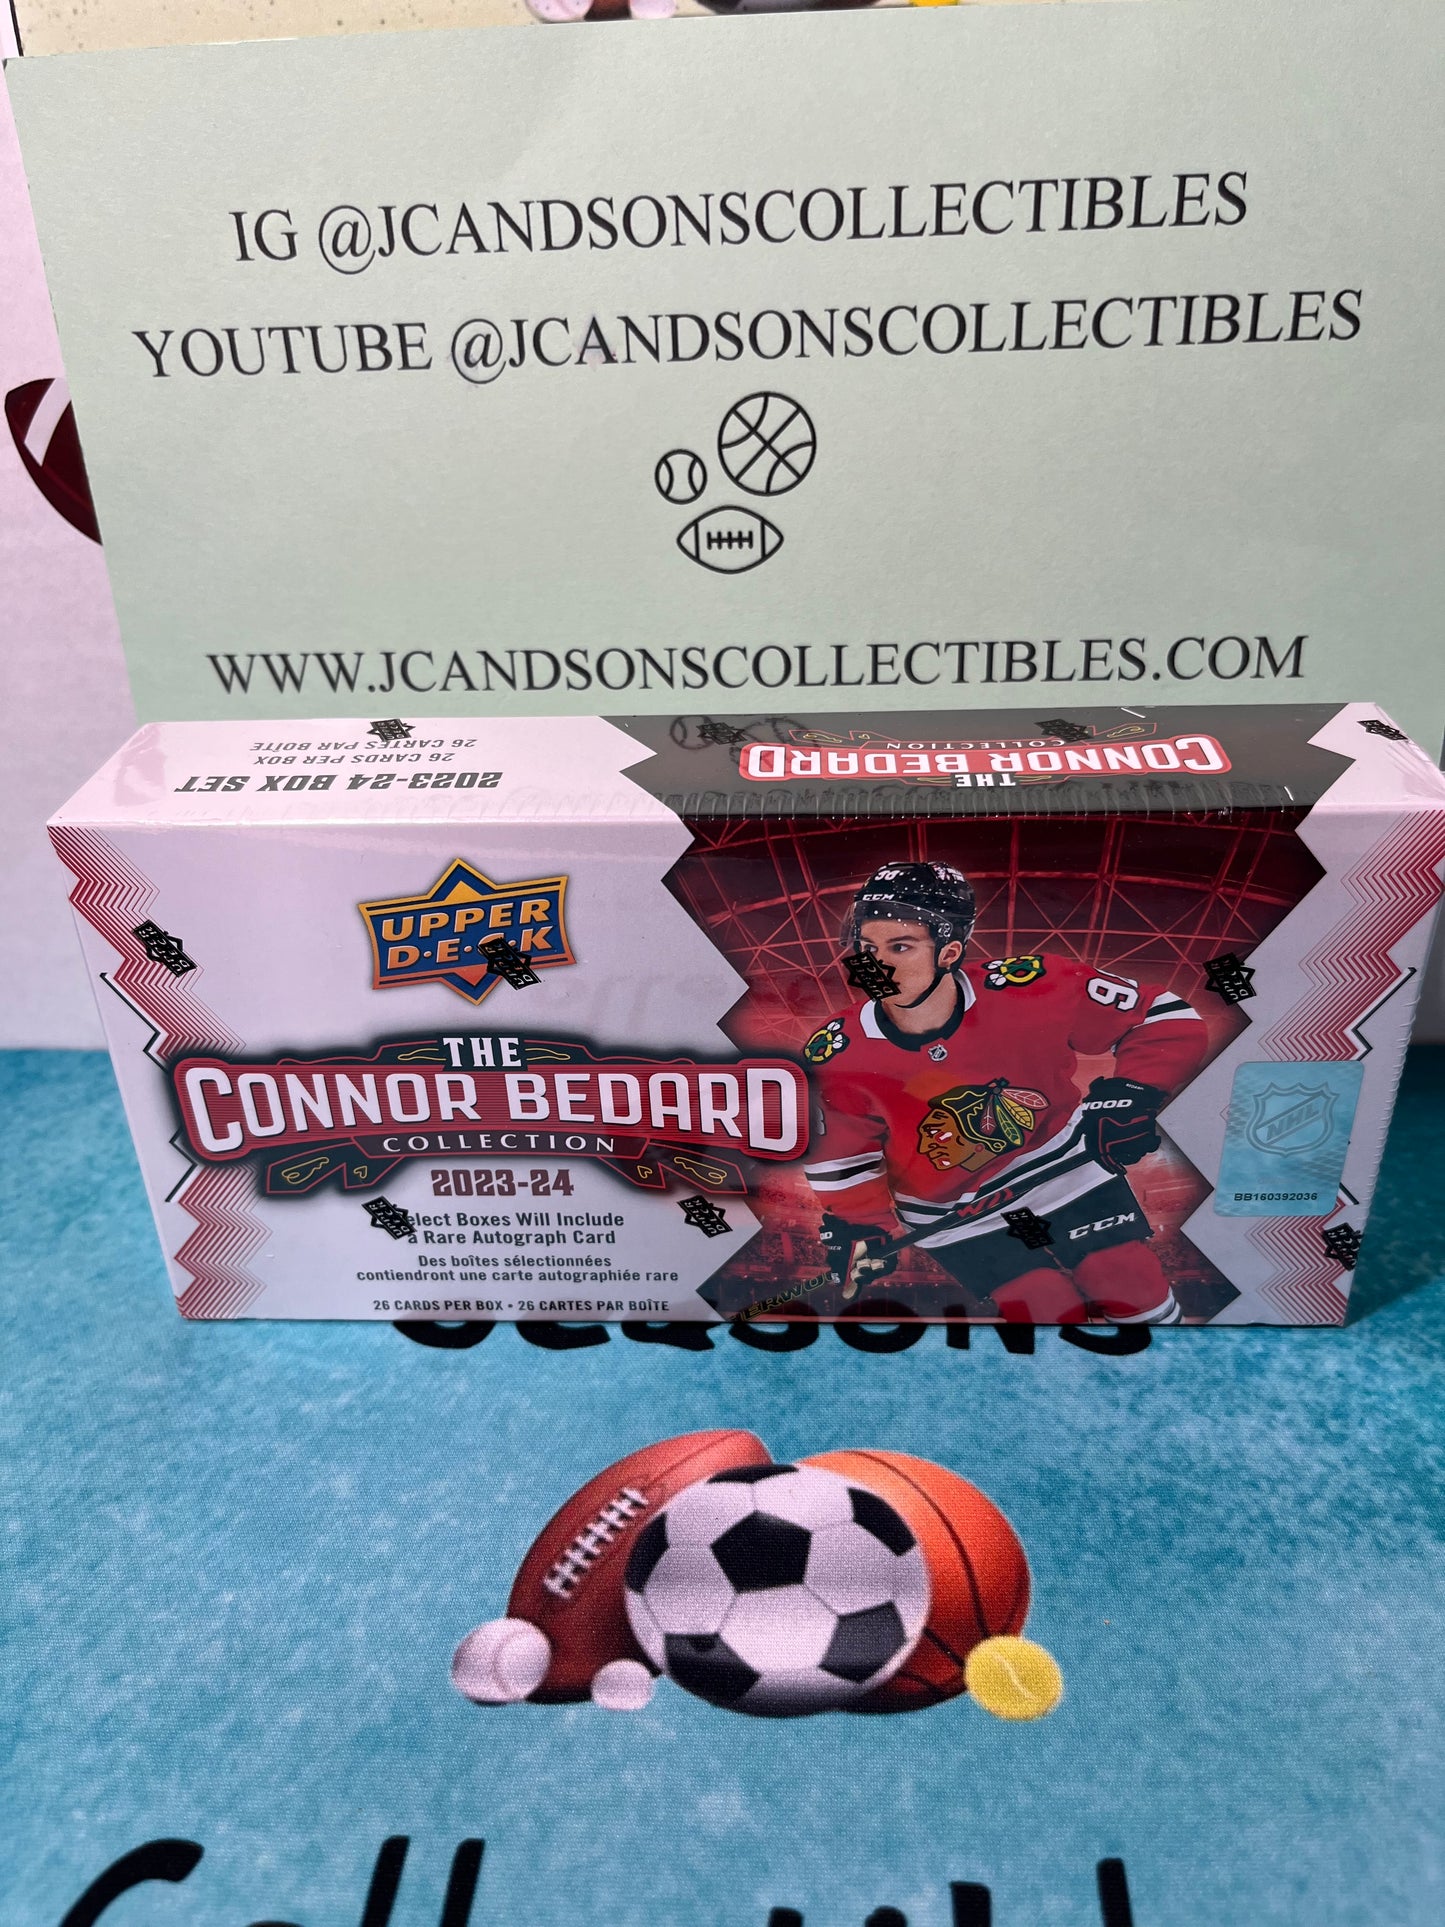 IG @JCANDSONSCOLLECTIBLES
YOUTUBE @JCANDSONSCOLLECTIBLES
WWW.JCANDSONSCOLLECTIBLES.COM
26 CARTES PAR BOÎTE
26 CARDS PER BOX
2023-24 BOX SET
THE
CONNOR BEDARD
COLLECTION
UPPER
D·E·C·K
THE
CONNOR BEDARD
COLLECTION
2023-24
Select Boxes Will Include
a Rare Autograph Card
Des boîtes sélectionnées
contiendront une carte autographiée rare
26 CARDS PER BOX • 26 CARTES PAR BOÎTE
98
CCM
CCM
NHL
BB160392036